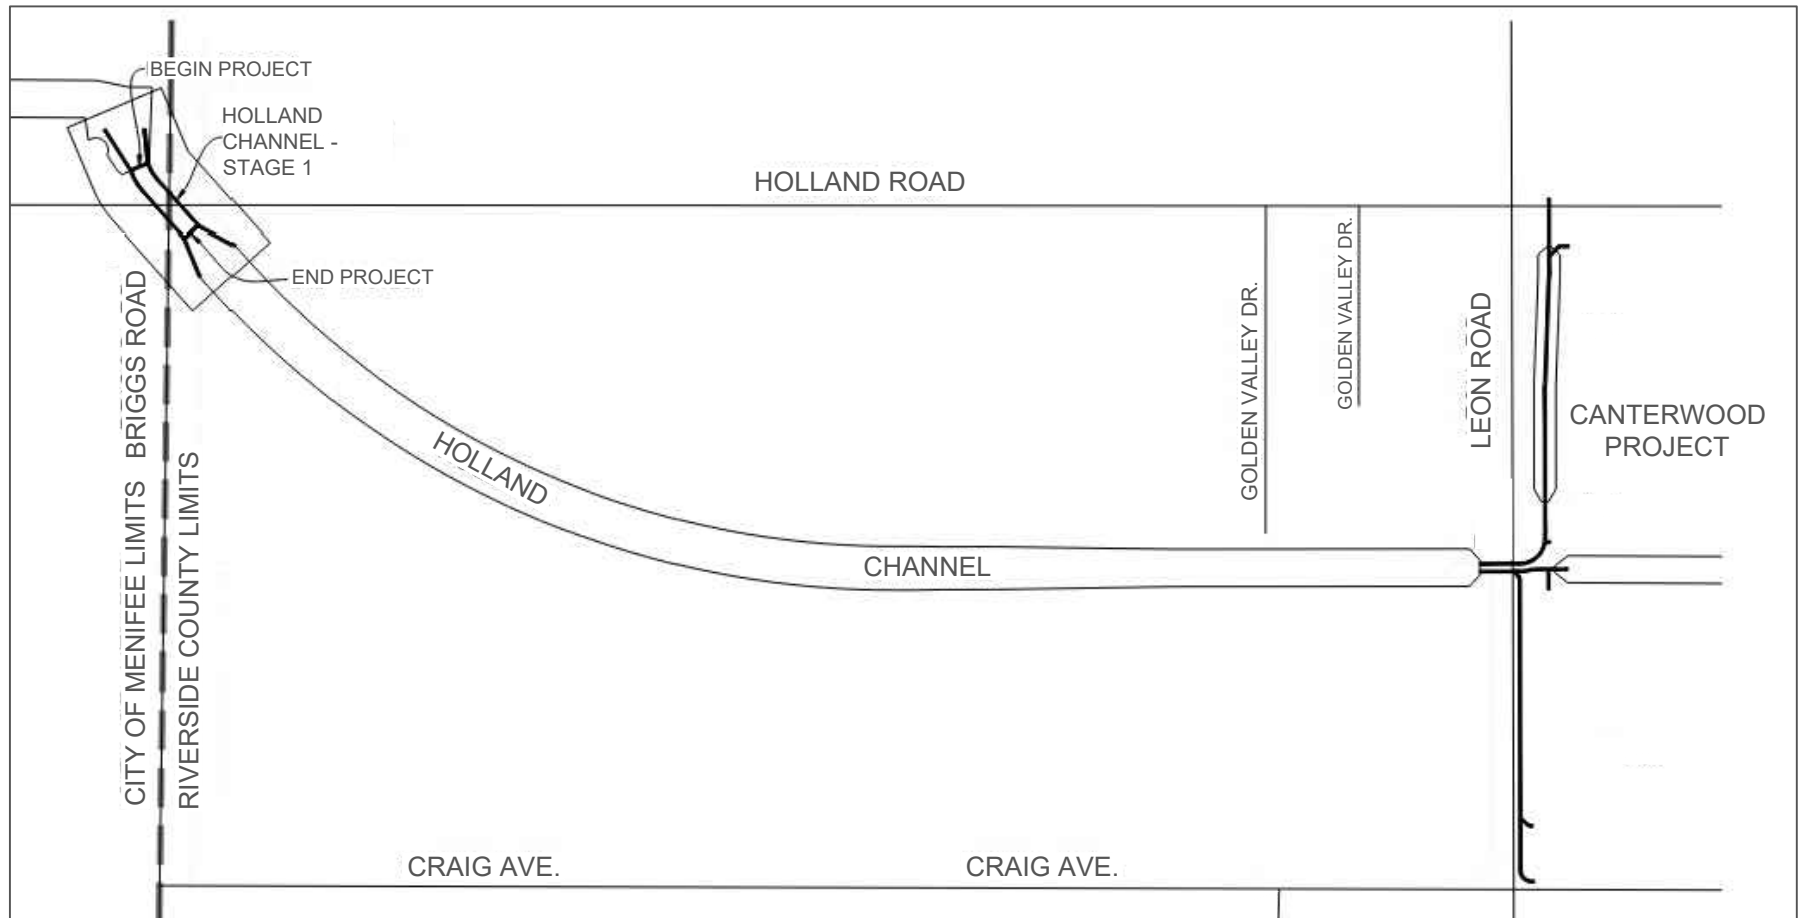 BEGIN PROJECT
HOLLAND
CHANNEL -
STAGE 1
HOLLAND ROAD
END PROJECT
CITY OF MENIFEE LIMITS BRIGGS ROAD
RIVERSIDE COUNTY LIMITS
HOLLAND
CHANNEL
GOLDEN VALLEY DR.
GOLDEN VALLEY DR.
LEON ROAD
CANTERWOOD
PROJECT
CRAIG AVE.
CRAIG AVE.